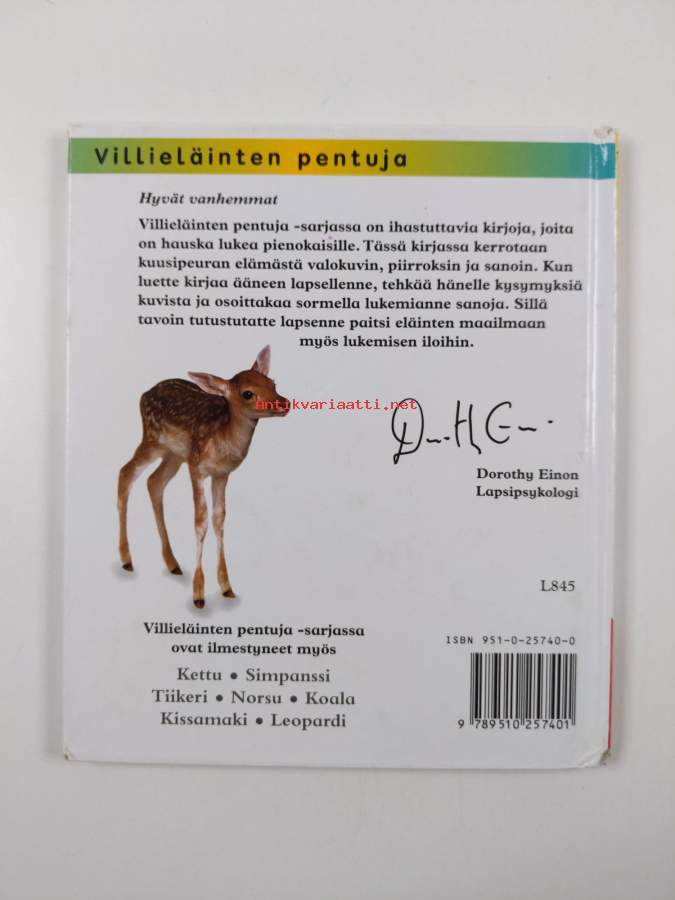 Villieläinten pentuja
Hyvät vanhemmat
Villieläinten pentuja -sarjassa on ihastuttavia kirjoja, joita
on hauska lukea pienokaisille. Tässä kirjassa kerrotaan
kuusipeuran elämästä valokuvin, piirroksin ja sanoin. Kun
luette kirjaa ääneen lapsellenne, tehkää hänelle kysymyksiä
kuvista ja osoittakaa sormella lukemianne sanoja. Sillä
tavoin tutustutatte lapsenne paitsi eläinten maailmaan
myös lukemisen iloihin.
Antikvariaatti.net
Dorothy Einon
Lapsipsykologi
L845
Villieläinten pentuja -sarjassa
ovat ilmestyneet myös
Kettu • Simpanssi
Tiikeri • Norsu • Koala
Kissamaki • Leopardi
ISBN 951-0-25740-0
9 789510 257401